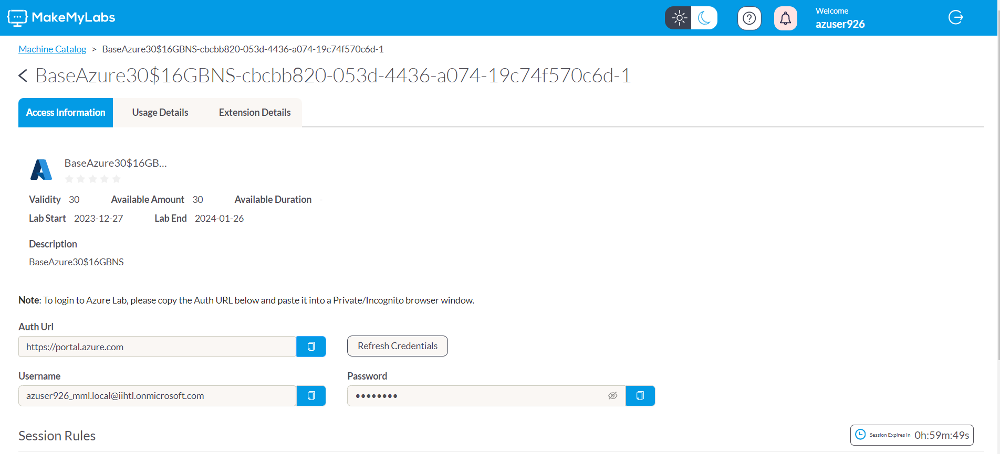 MakeMyLabs
Welcome
azuser926
Machine Catalog > BaseAzure30$16GBNS-cbcbb820-053d-4436-a074-19c74f570c6d-1
BaseAzure30$16GBNS-cbcbb820-053d-4436-a074-19c74f570c6d-1
Access Information Usage Details Extension Details
BaseAzure30$16GB...
Validity 30 Available Amount 30 Available Duration -
Lab Start 2023-12-27 Lab End 2024-01-26
Description
BaseAzure30$16GBNS
Note: To login to Azure Lab, please copy the Auth URL below and paste it into a Private/Incognito browser window.
Auth Url
https://portal.azure.com Refresh Credentials
Username Password
azuser926_mml.local@iihtl.onmicrosoft.com ••••••••
Session Rules Session Expires In 0h:59m:49s